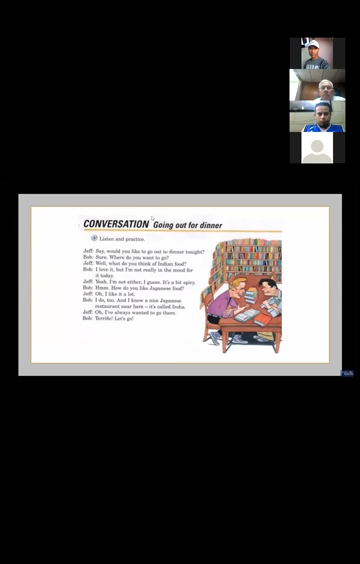 CONVERSATION Going out for dinner
Listen and practice.
Jeff: Say, would you like to go out to dinner tonight?
Bob: Sure. Where do you want to go?
Jeff: Well, what do you think of Indian food?
Bob: I love it, but I'm not really in the mood for
it today.
Jeff: Yeah, I'm not either, I guess. It's a bit spicy.
Bob: Hmm. How do you like Japanese food?
Jeff: Oh, I like it a lot.
Bob: I do, too. And I know a nice Japanese
restaurant near here – it's called Iroha.
Jeff: Oh, I've always wanted to go there.
Bob: Terrific! Let's go!